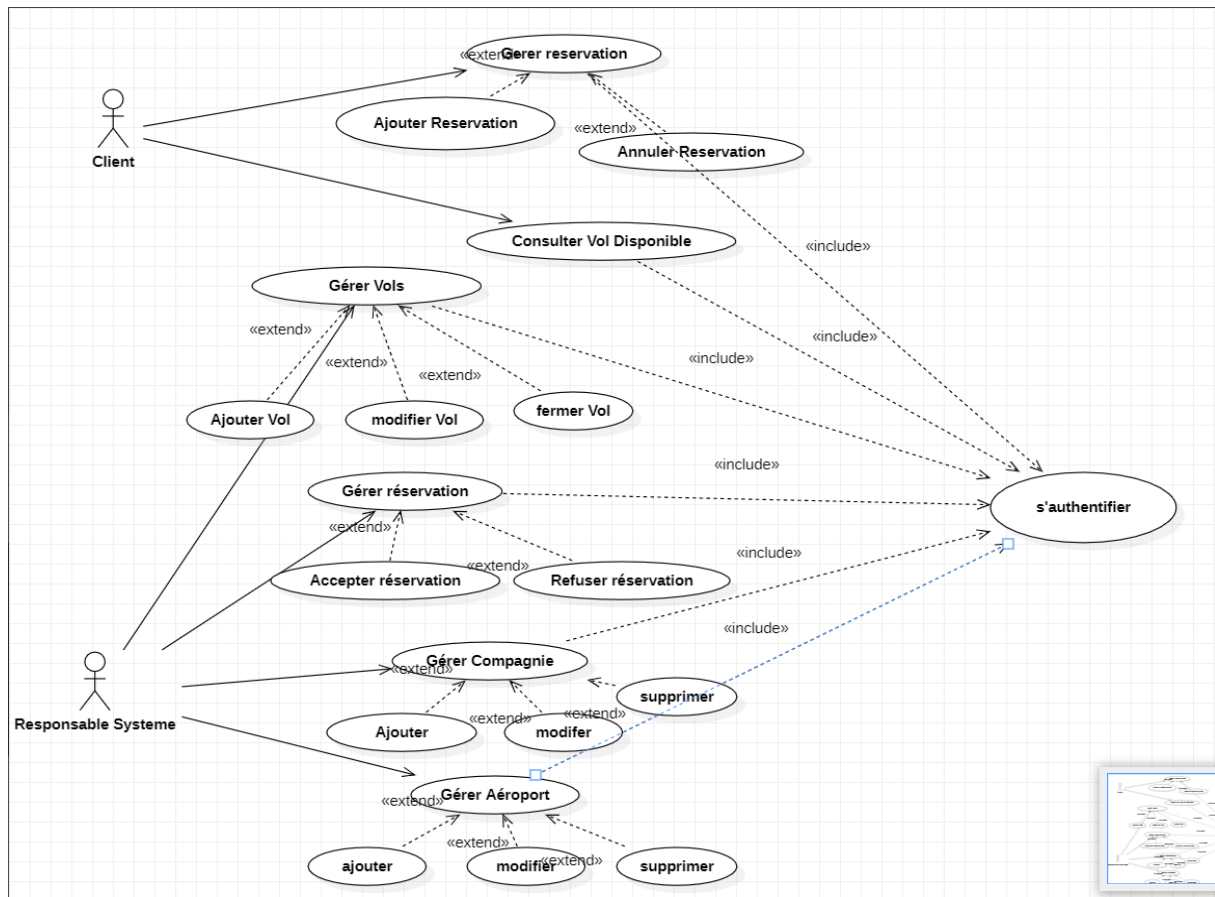 «extend»
Gerer reservation
Ajouter Reservation
«extend»
Annuler Reservation
Client
Consulter Vol Disponible
«include»
Gérer Vols
«extend»
«extend»
«extend»
«include»
«include»
Ajouter Vol
modifier Vol
fermer Vol
«include»
Gérer réservation
«extend»
s'authentifier
Accepter réservation
«extend»
Refuser réservation
«include»
«include»
Gérer Compagnie
«extend»
supprimer
Responsable Systeme
Ajouter
«extend»
modifer
«extend»
Gérer Aéroport
«extend»
«extend»
«extend»
ajouter
modifier
supprimer